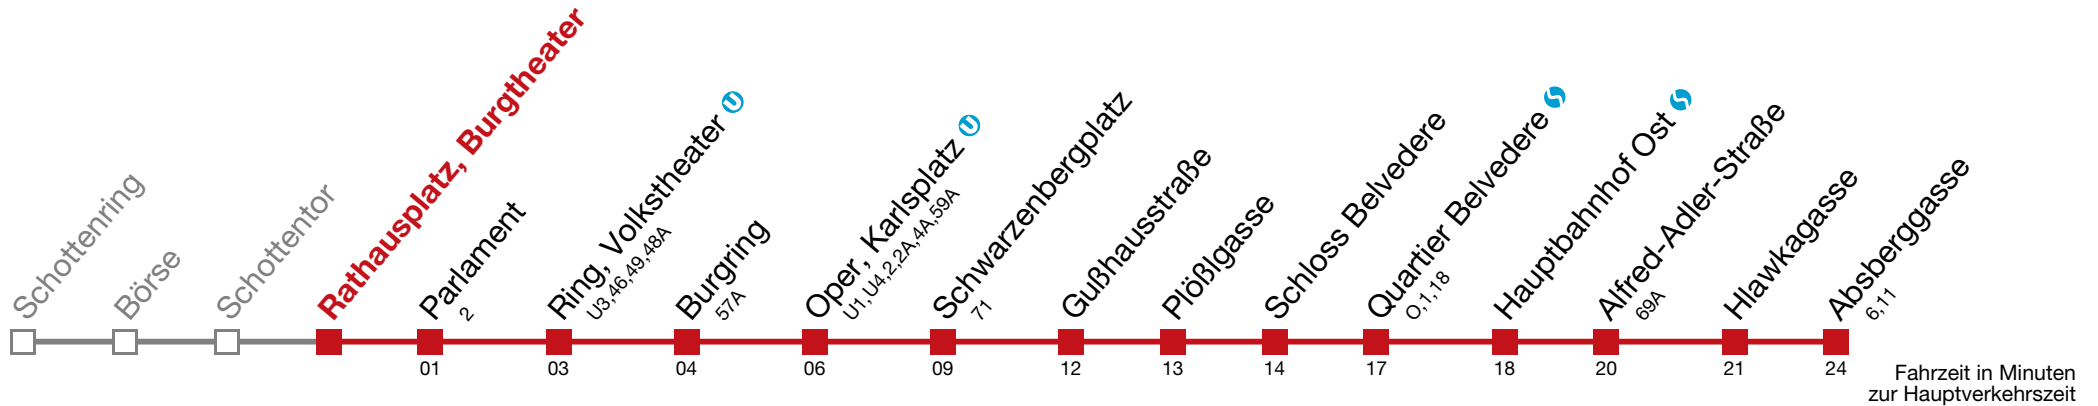 Schottenring
Börse
Schottentor
Rathausplatz, Burgtheater
Parlament
2
01
Ring, Volkstheater
U3,46,49,48A
03
Burgring
57A
04
Oper, Karlsplatz
U1,U4,2,2A,4A,59A
06
Schwarzenbergplatz
71
09
Gußhausstraße
12
Plößlgasse
13
Schloss Belvedere
14
Quartier Belvedere
O,1,18
17
Hauptbahnhof Ost
18
Alfred-Adler-Straße
69A
20
Hlawkagasse
21
Absberggasse
6,11
24
Fahrzeit in Minuten
zur Hauptverkehrszeit